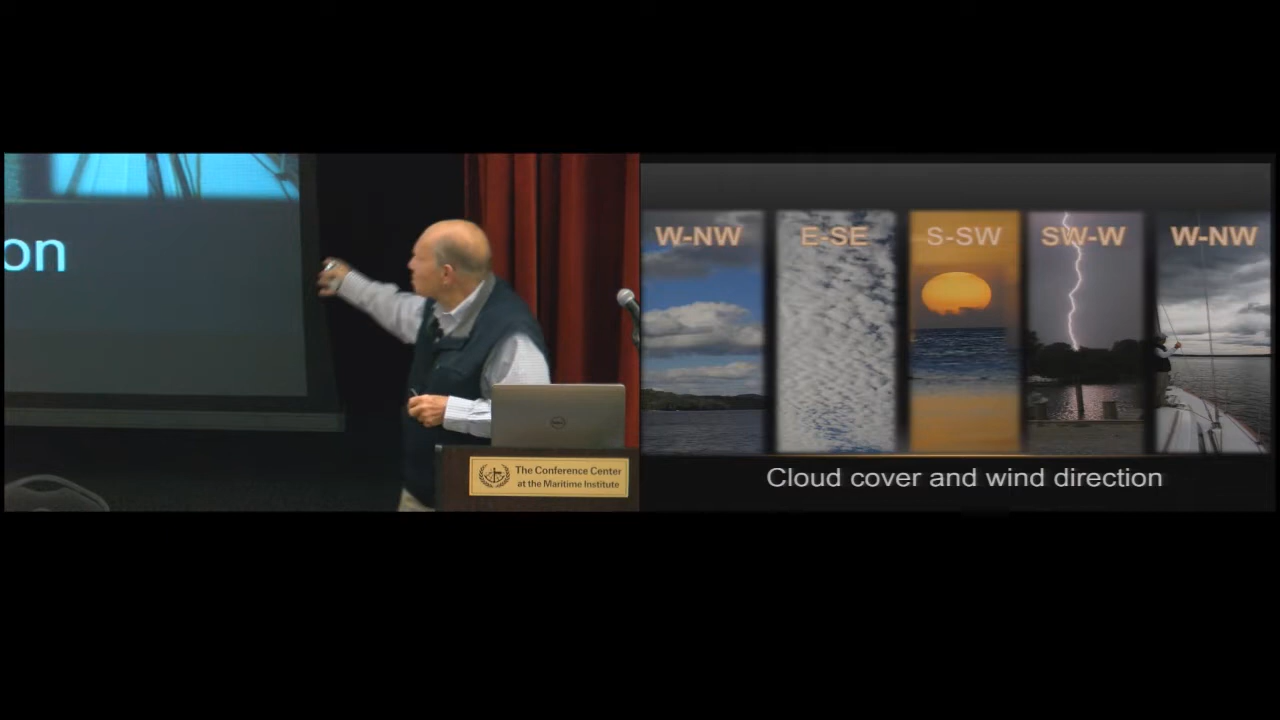 on
The Conference Center
at the Maritime Institute
W-NW
E-SE
S-SW
SW-W
W-NW
Cloud cover and wind direction